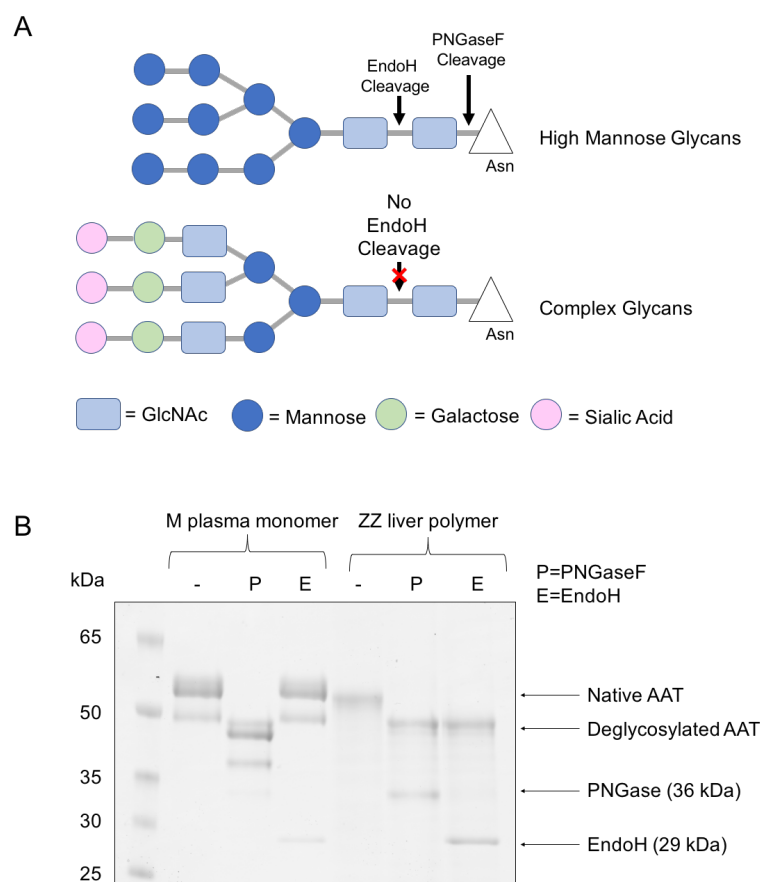 A
PNGaseF
Cleavage
EndoH
Cleavage
Asn
High Mannose Glycans
No
EndoH
Cleavage
Asn
Complex Glycans
= GlcNAc = Mannose = Galactose = Sialic Acid
B
M plasma monomer ZZ liver polymer
kDa - P E - P E
P=PNGaseF
E=EndoH
65
50
35
30
25
Native AAT
Deglycosylated AAT
PNGase (36 kDa)
EndoH (29 kDa)